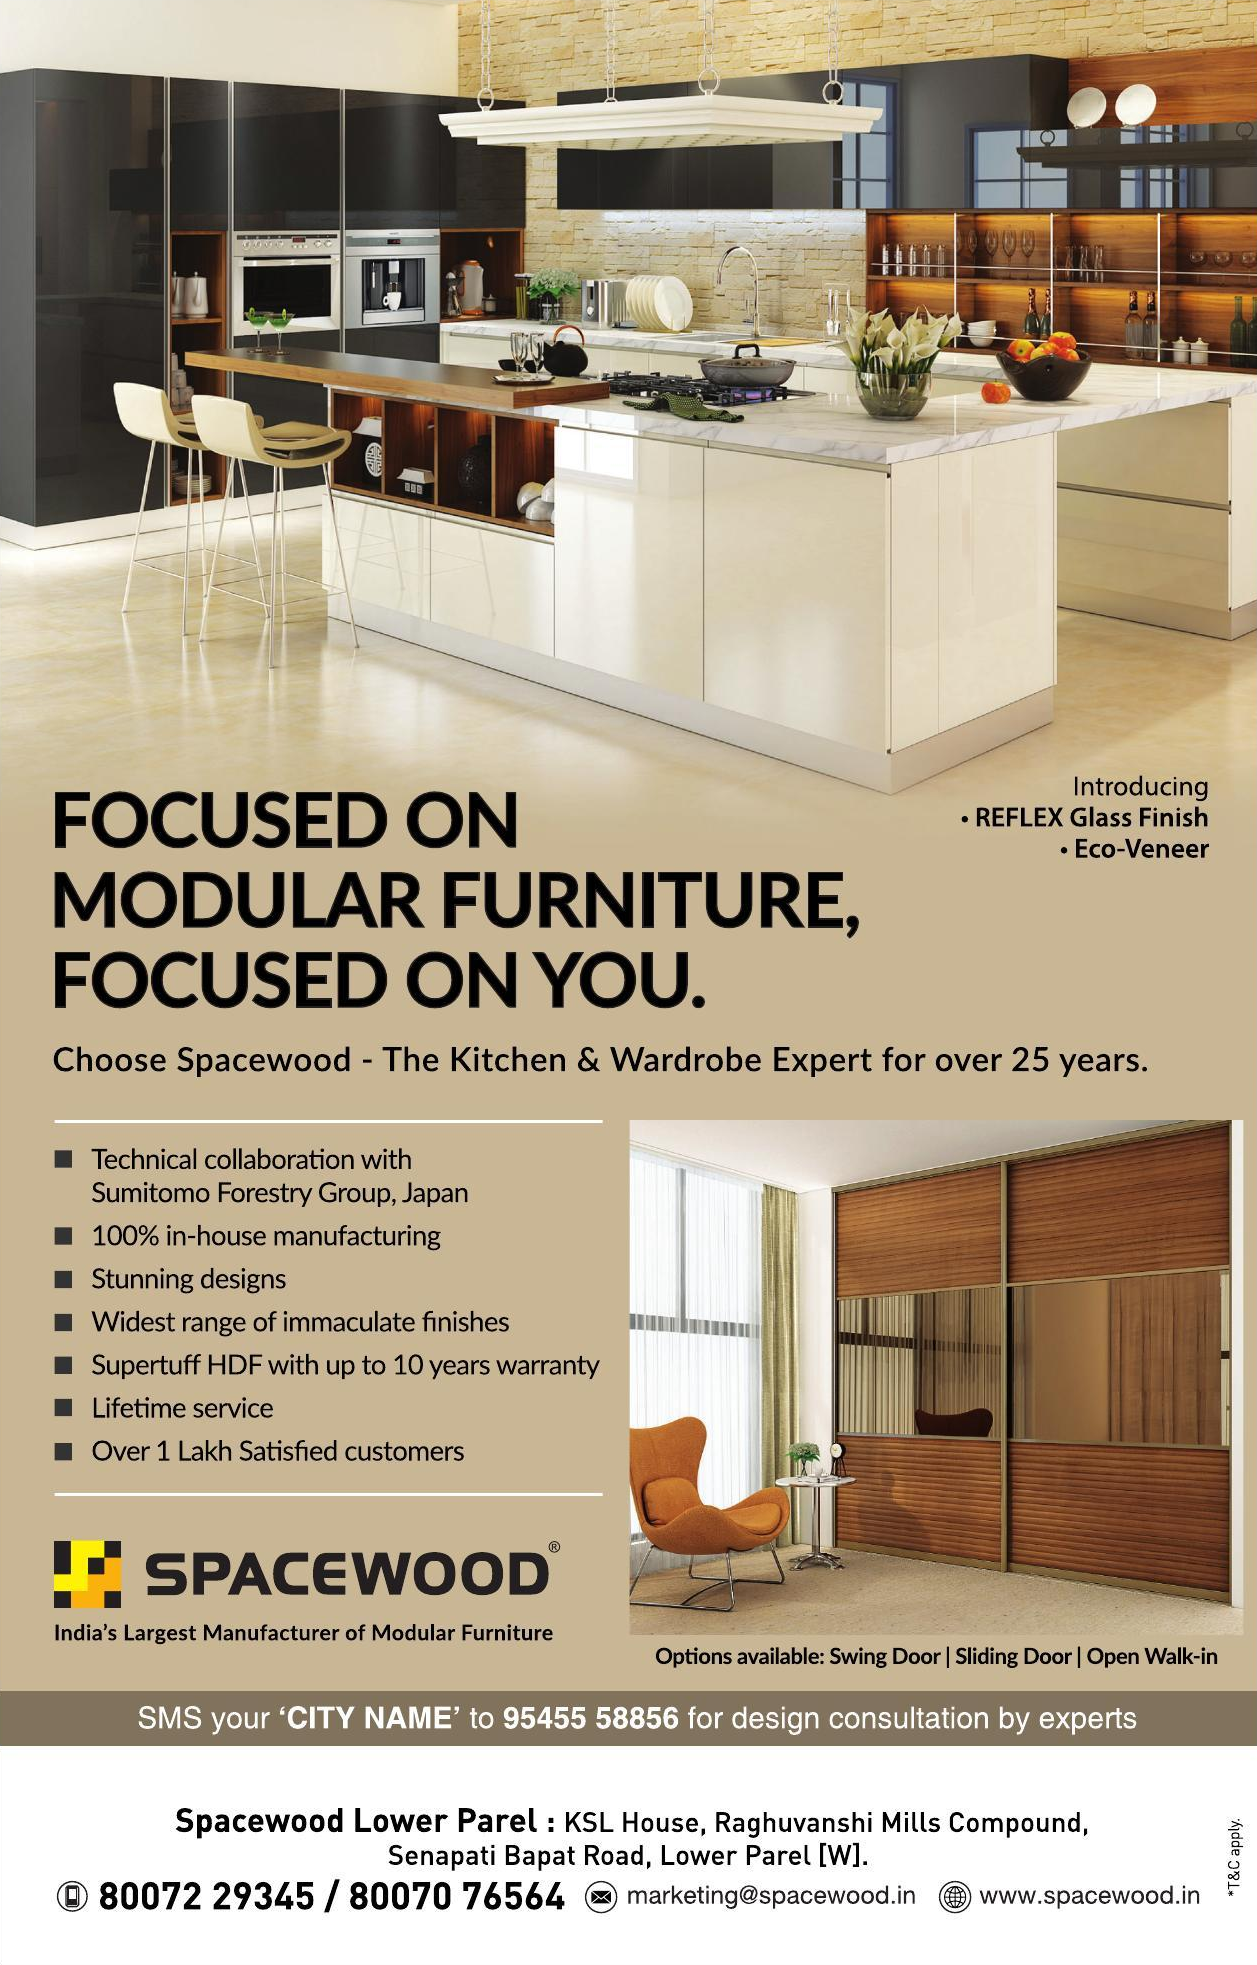 Introducing
• REFLEX Glass Finish
• Eco-Veneer
FOCUSED ON
MODULAR FURNITURE,
FOCUSED ON YOU.
Choose Spacewood - The Kitchen & Wardrobe Expert for over 25 years.
■ Technical collaboration with
Sumitomo Forestry Group, Japan
■ 100% in-house manufacturing
■ Stunning designs
■ Widest range of immaculate finishes
■ Supertuff HDF with up to 10 years warranty
■ Lifetime service
■ Over 1 Lakh Satisfied customers
SPACEWOOD®
India's Largest Manufacturer of Modular Furniture
Options available: Swing Door | Sliding Door | Open Walk-in
SMS your ‘CITY NAME’ to 95455 58856 for design consultation by experts
Spacewood Lower Parel : KSL House, Raghuvanshi Mills Compound,
Senapati Bapat Road, Lower Parel [W].
80072 29345 / 80070 76564 marketing@spacewood.in www.spacewood.in
*T&C apply.